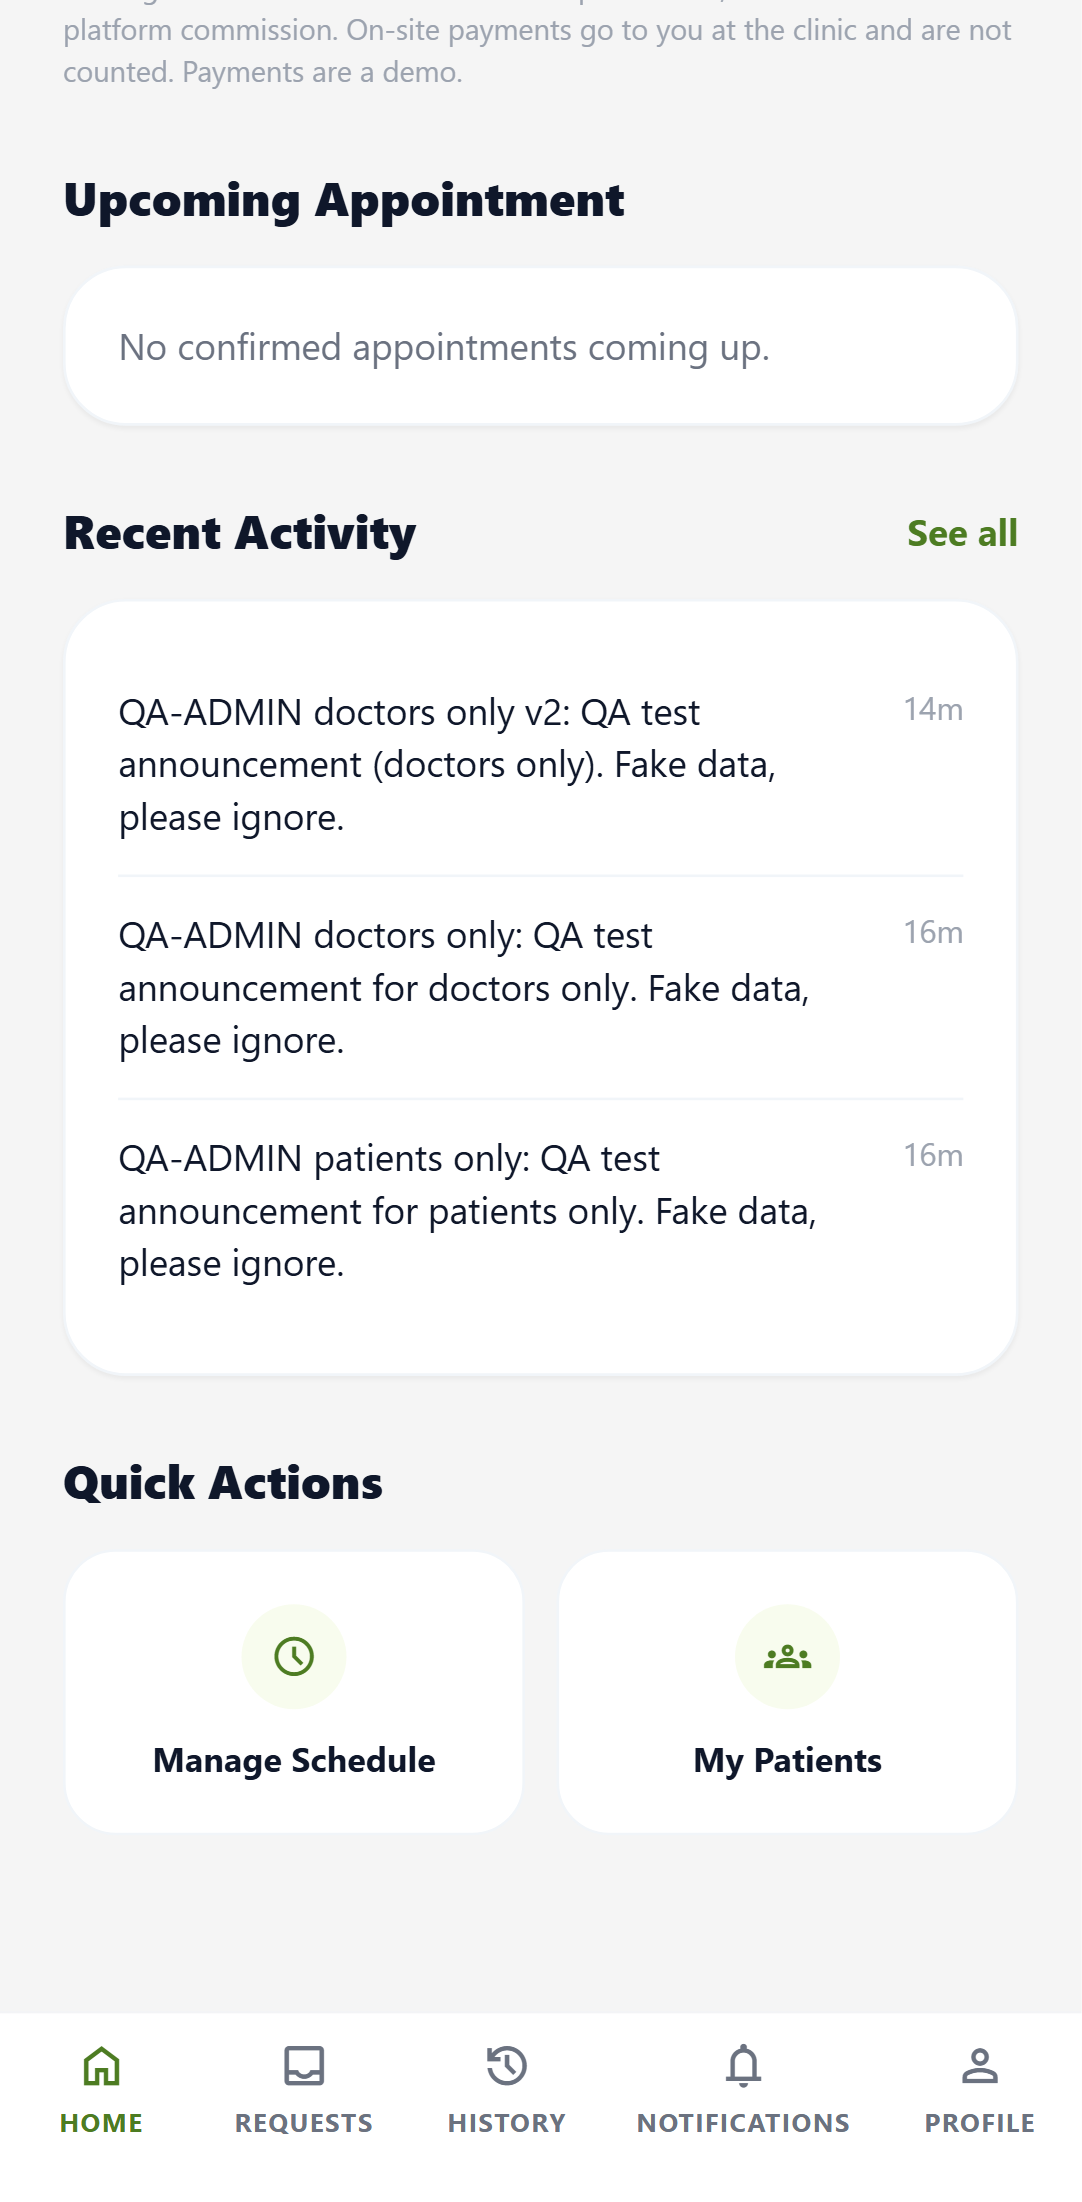 platform commission. On-site payments go to you at the clinic and are not
counted. Payments are a demo.
Upcoming Appointment
No confirmed appointments coming up.
Recent Activity
See all
QA-ADMIN doctors only v2: QA test
14m
announcement (doctors only). Fake data,
please ignore.
QA-ADMIN doctors only: QA test
16m
announcement for doctors only. Fake data,
please ignore.
QA-ADMIN patients only: QA test
16m
announcement for patients only. Fake data,
please ignore.
Quick Actions
Manage Schedule
My Patients
HOME
REQUESTS
HISTORY
NOTIFICATIONS
PROFILE